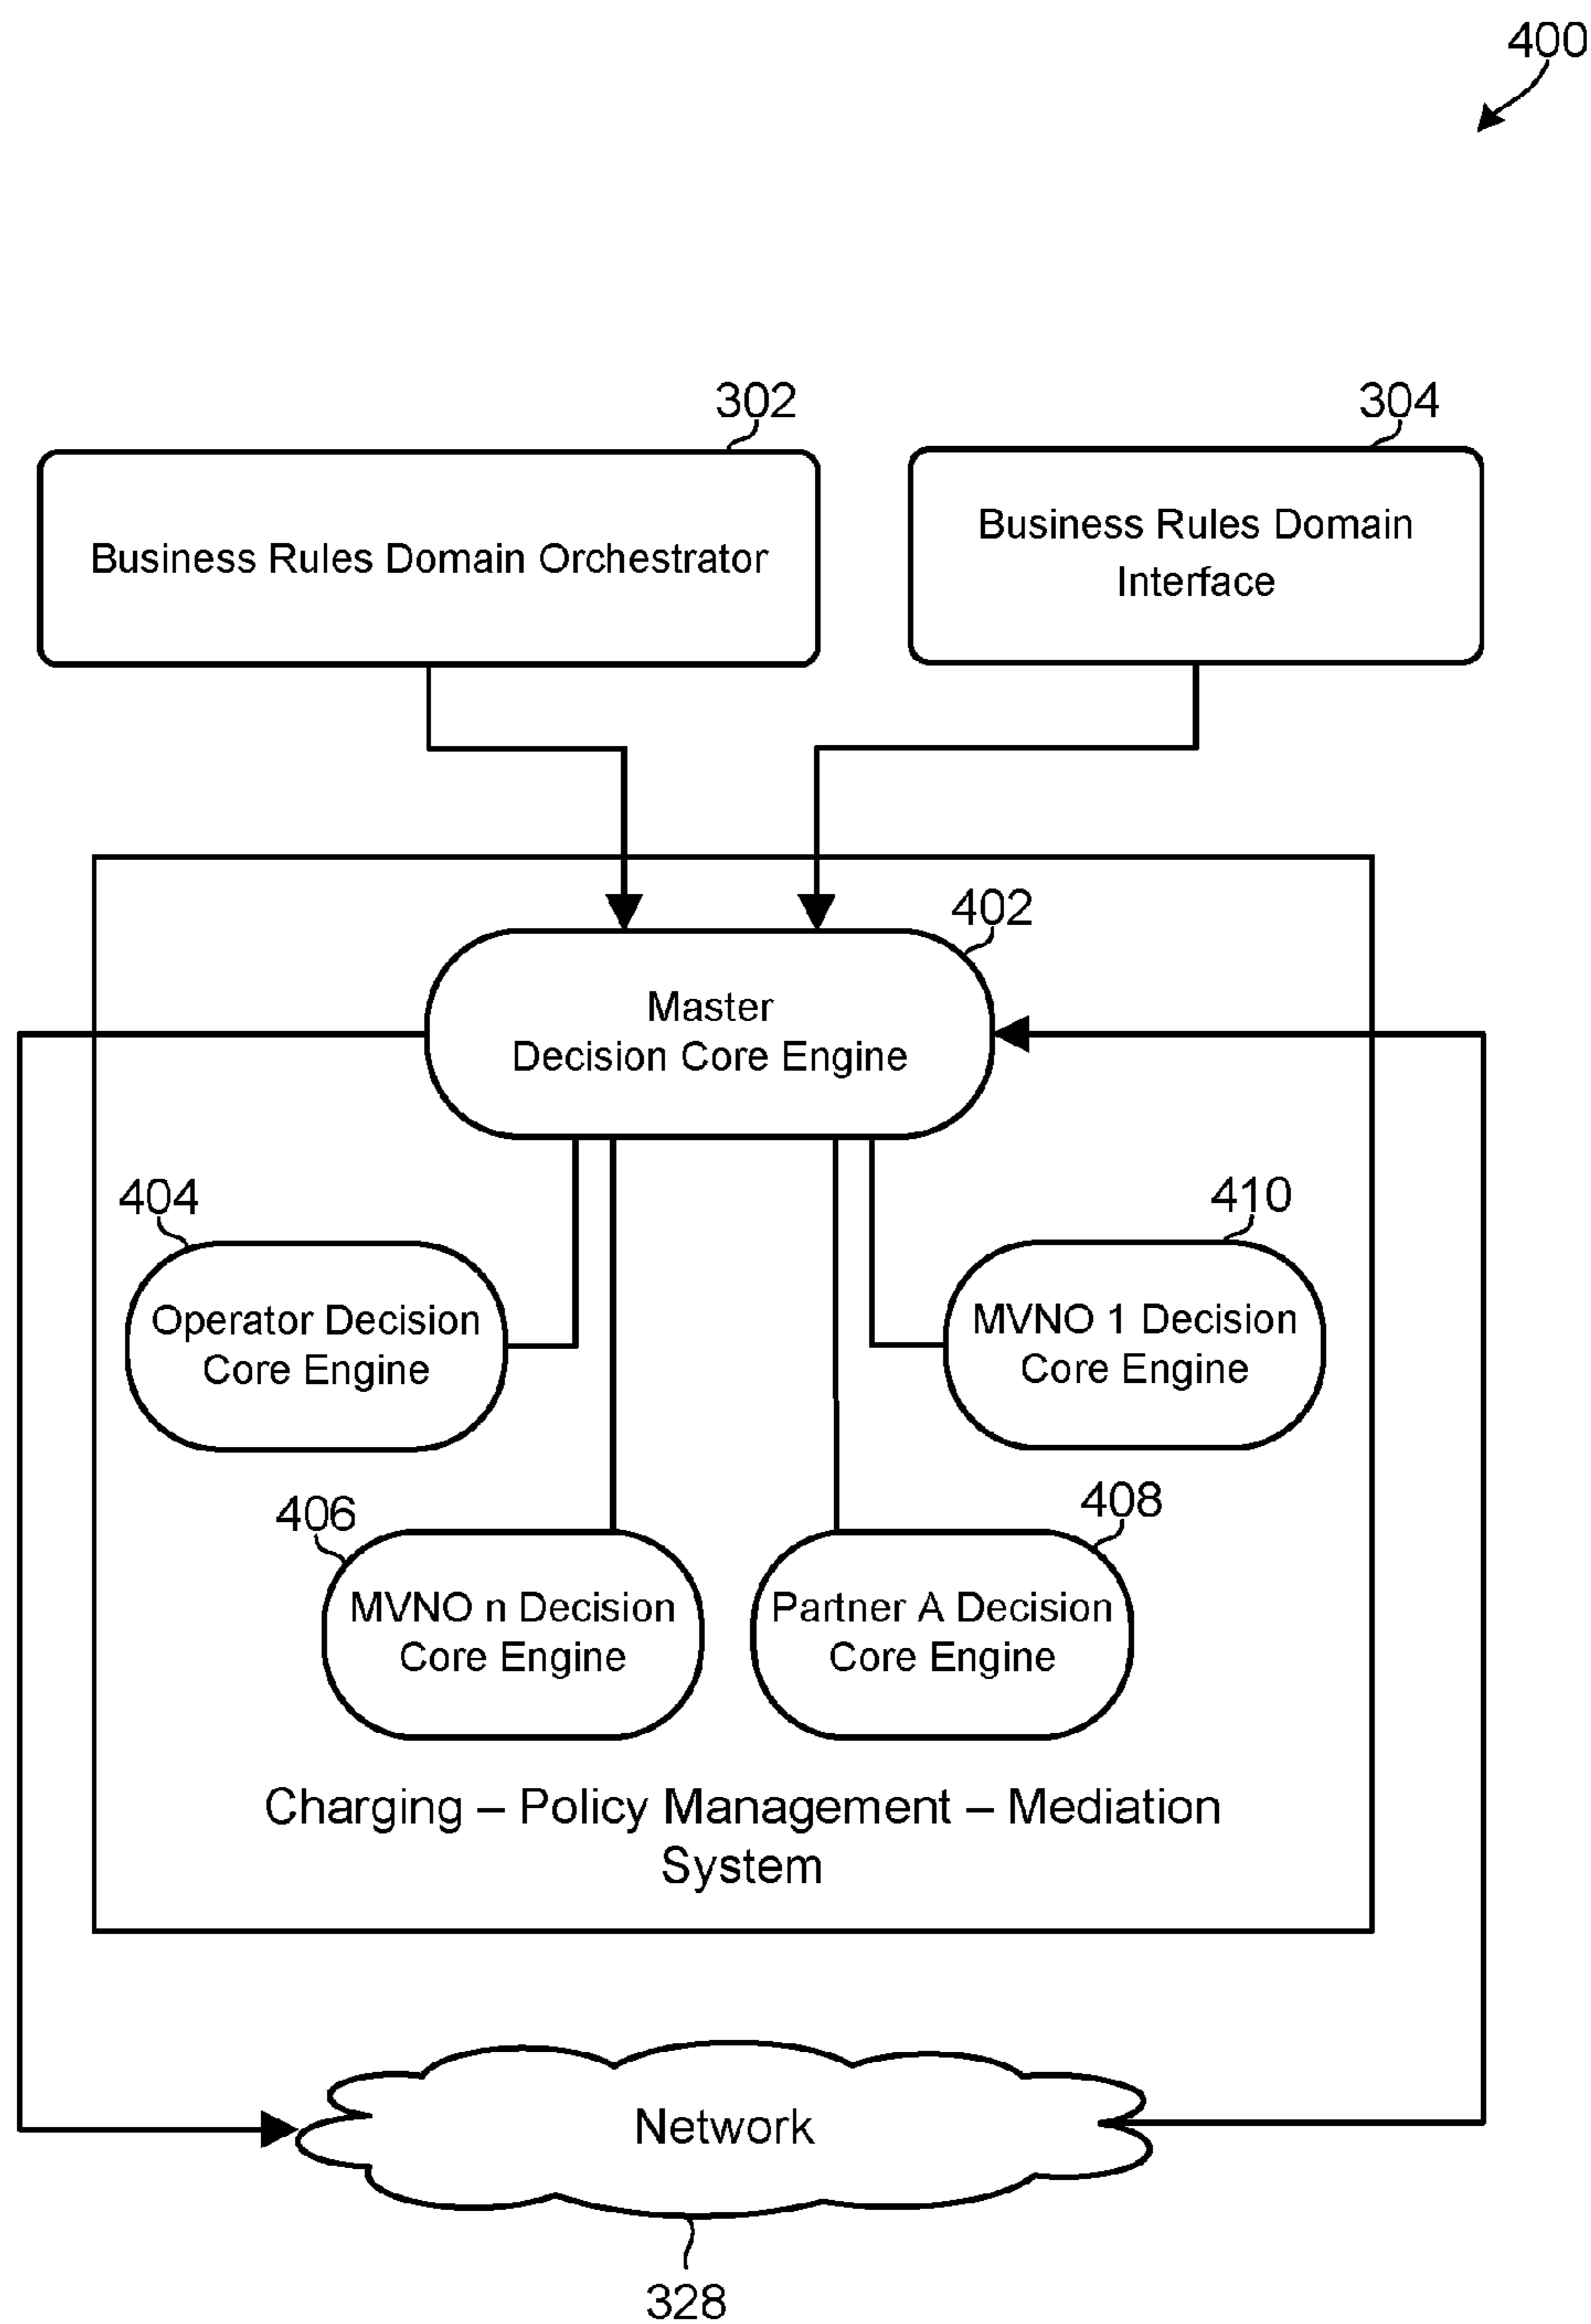 400
302
304
Business Rules Domain Orchestrator
Business Rules Domain
Interface
402
Master
Decision Core Engine
404
410
Operator Decision
Core Engine
MVNO 1 Decision
Core Engine
406
408
MVNO n Decision
Core Engine
Partner A Decision
Core Engine
Charging – Policy Management – Mediation
System
Network
328